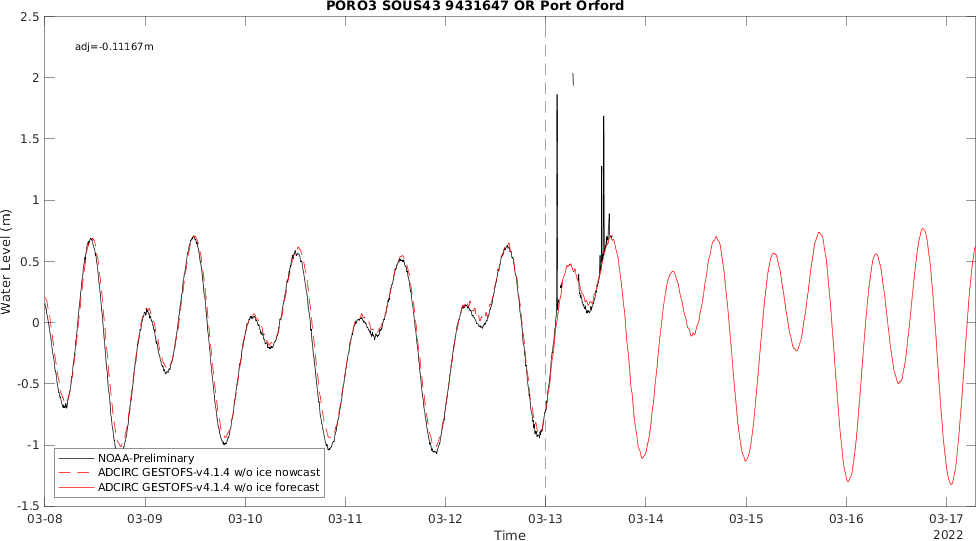 PORO3 SOUS43 9431647 OR Port Orford
adj=-0.11167m
Water Level (m)
2.5
2
1.5
1
0.5
0
-0.5
-1
-1.5
NOAA-Preliminary
ADCIRC GESTOFS-v4.1.4 w/o ice nowcast
ADCIRC GESTOFS-v4.1.4 w/o ice forecast
03-08 03-09 03-10 03-11 03-12 03-13 03-14 03-15 03-16 03-17
Time
2022